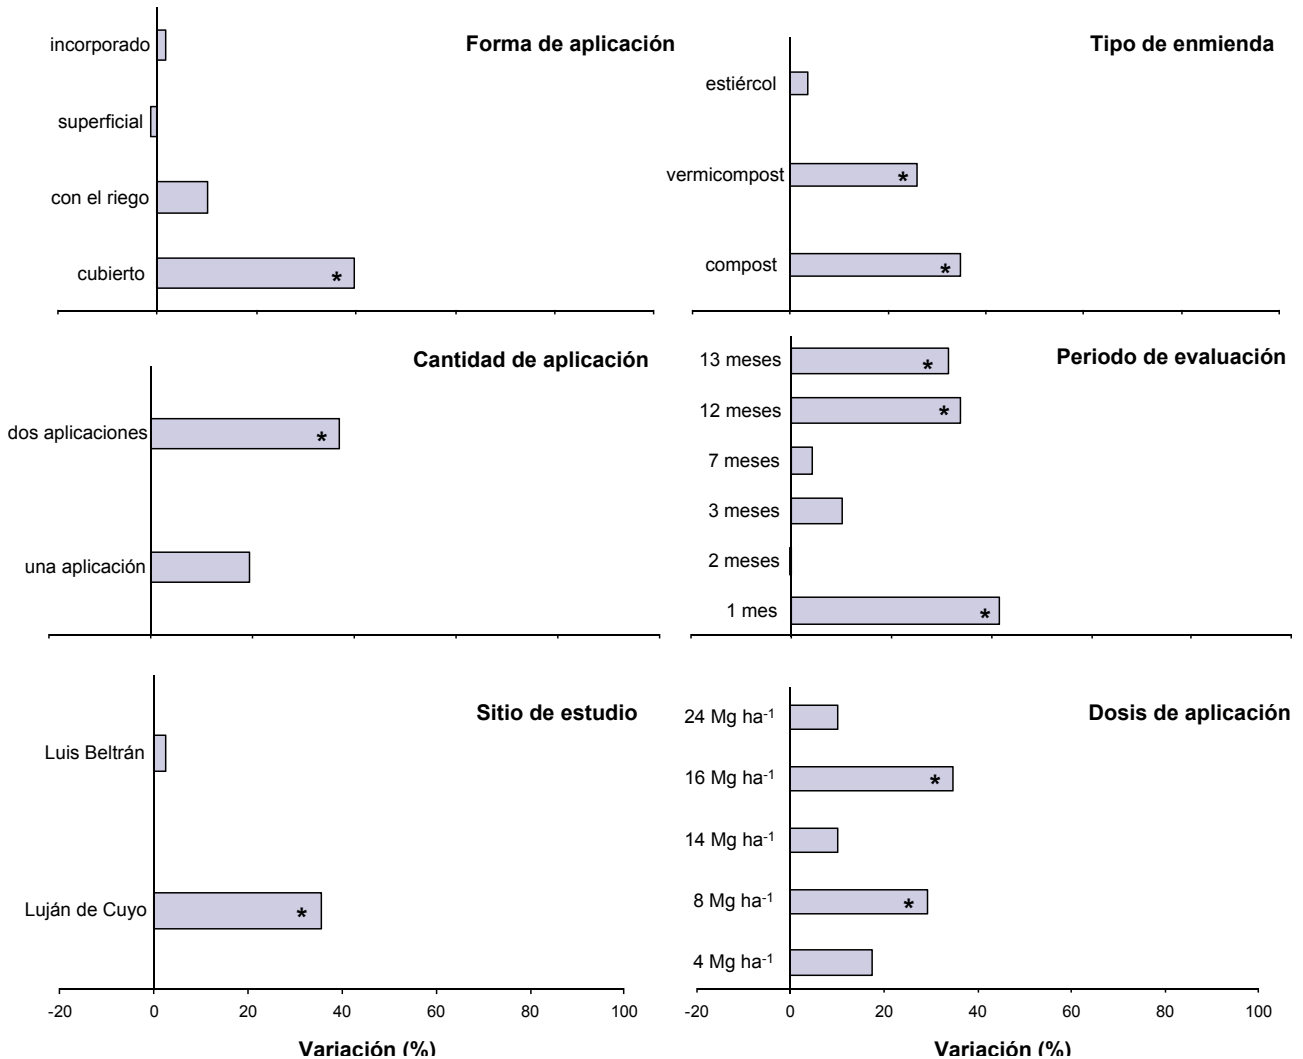 Forma de aplicación
incorporado
superficial
con el riego
cubierto
*
Tipo de enmienda
estiércol
vermicompost
*
compost
*
Cantidad de aplicación
dos aplicaciones
*
una aplicación
Periodo de evaluación
13 meses
*
12 meses
*
7 meses
3 meses
2 meses
1 mes
*
Sitio de estudio
Luis Beltrán
Luján de Cuyo
*
-20 0 20 40 60 80 100
Variación (%)
Dosis de aplicación
24 Mg ha⁻¹
16 Mg ha⁻¹
*
14 Mg ha⁻¹
8 Mg ha⁻¹
*
4 Mg ha⁻¹
-20 0 20 40 60 80 100
Variación (%)